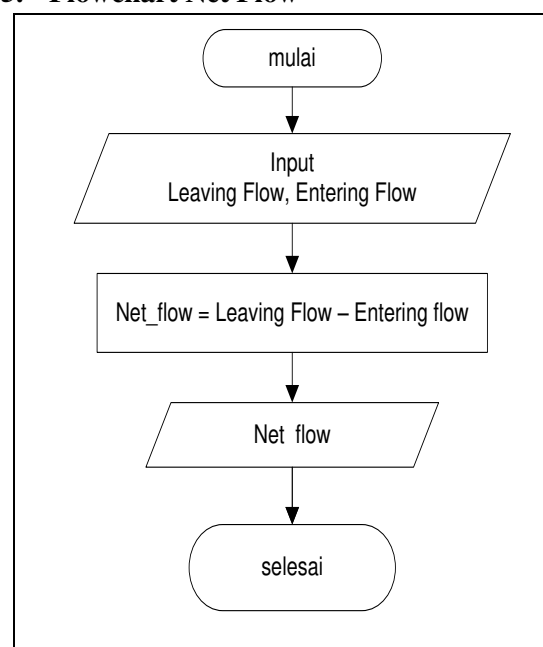 Flowchart Net Flow
mulai
Input
Leaving Flow, Entering Flow
Net_flow = Leaving Flow – Entering flow
Net flow
selesai